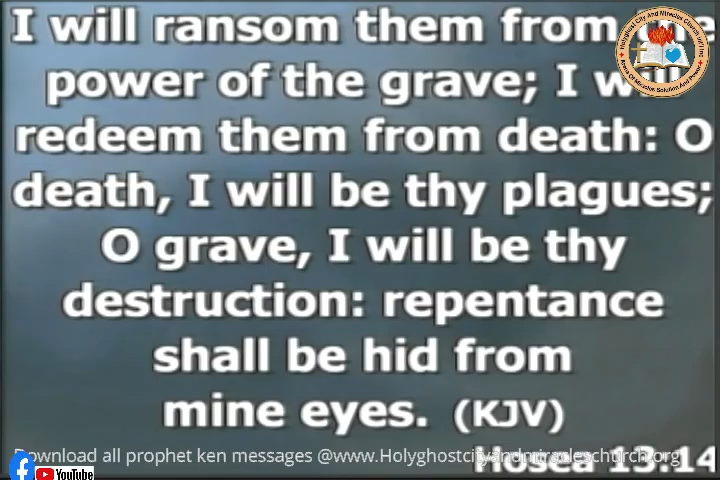 I will ransom them from
power of the grave; I
redeem them from death: O
death, I will be thy plagues;
O grave, I will be thy
destruction: repentance
shall be hid from
mine eyes. (KJV)
Download all prophet ken messages @www.Holyghostcityandmiracleschurch.org
Hosea 13:14
YouTube